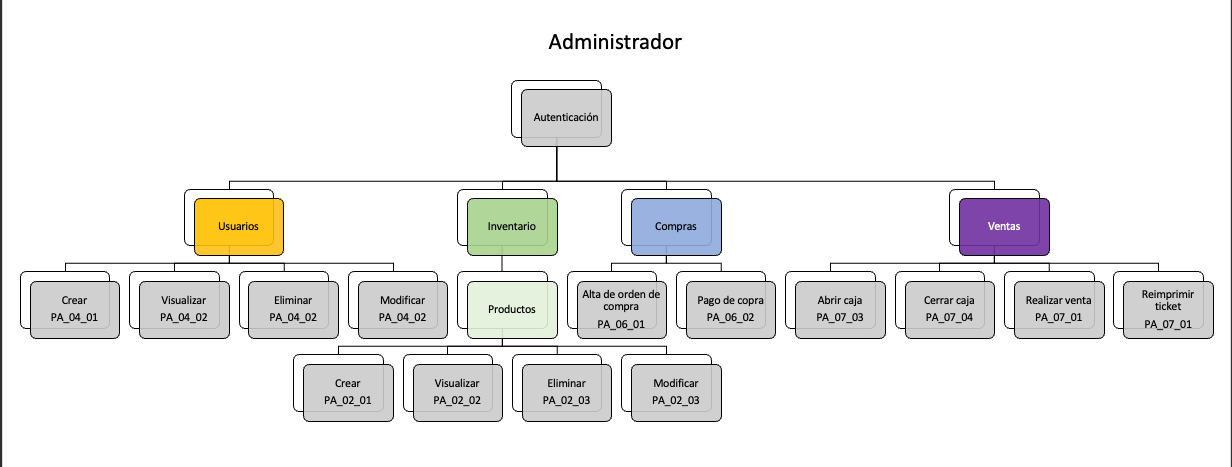 Administrador
Autenticación
Usuarios
Inventario
Compras
Ventas
Crear
PA_04_01
Visualizar
PA_04_02
Eliminar
PA_04_02
Modificar
PA_04_02
Productos
Alta de orden de
compra
PA_06_01
Pago de copra
PA_06_02
Abrir caja
PA_07_03
Cerrar caja
PA_07_04
Realizar venta
PA_07_01
Reimprimir
ticket
PA_07_01
Crear
PA_02_01
Visualizar
PA_02_02
Eliminar
PA_02_03
Modificar
PA_02_03